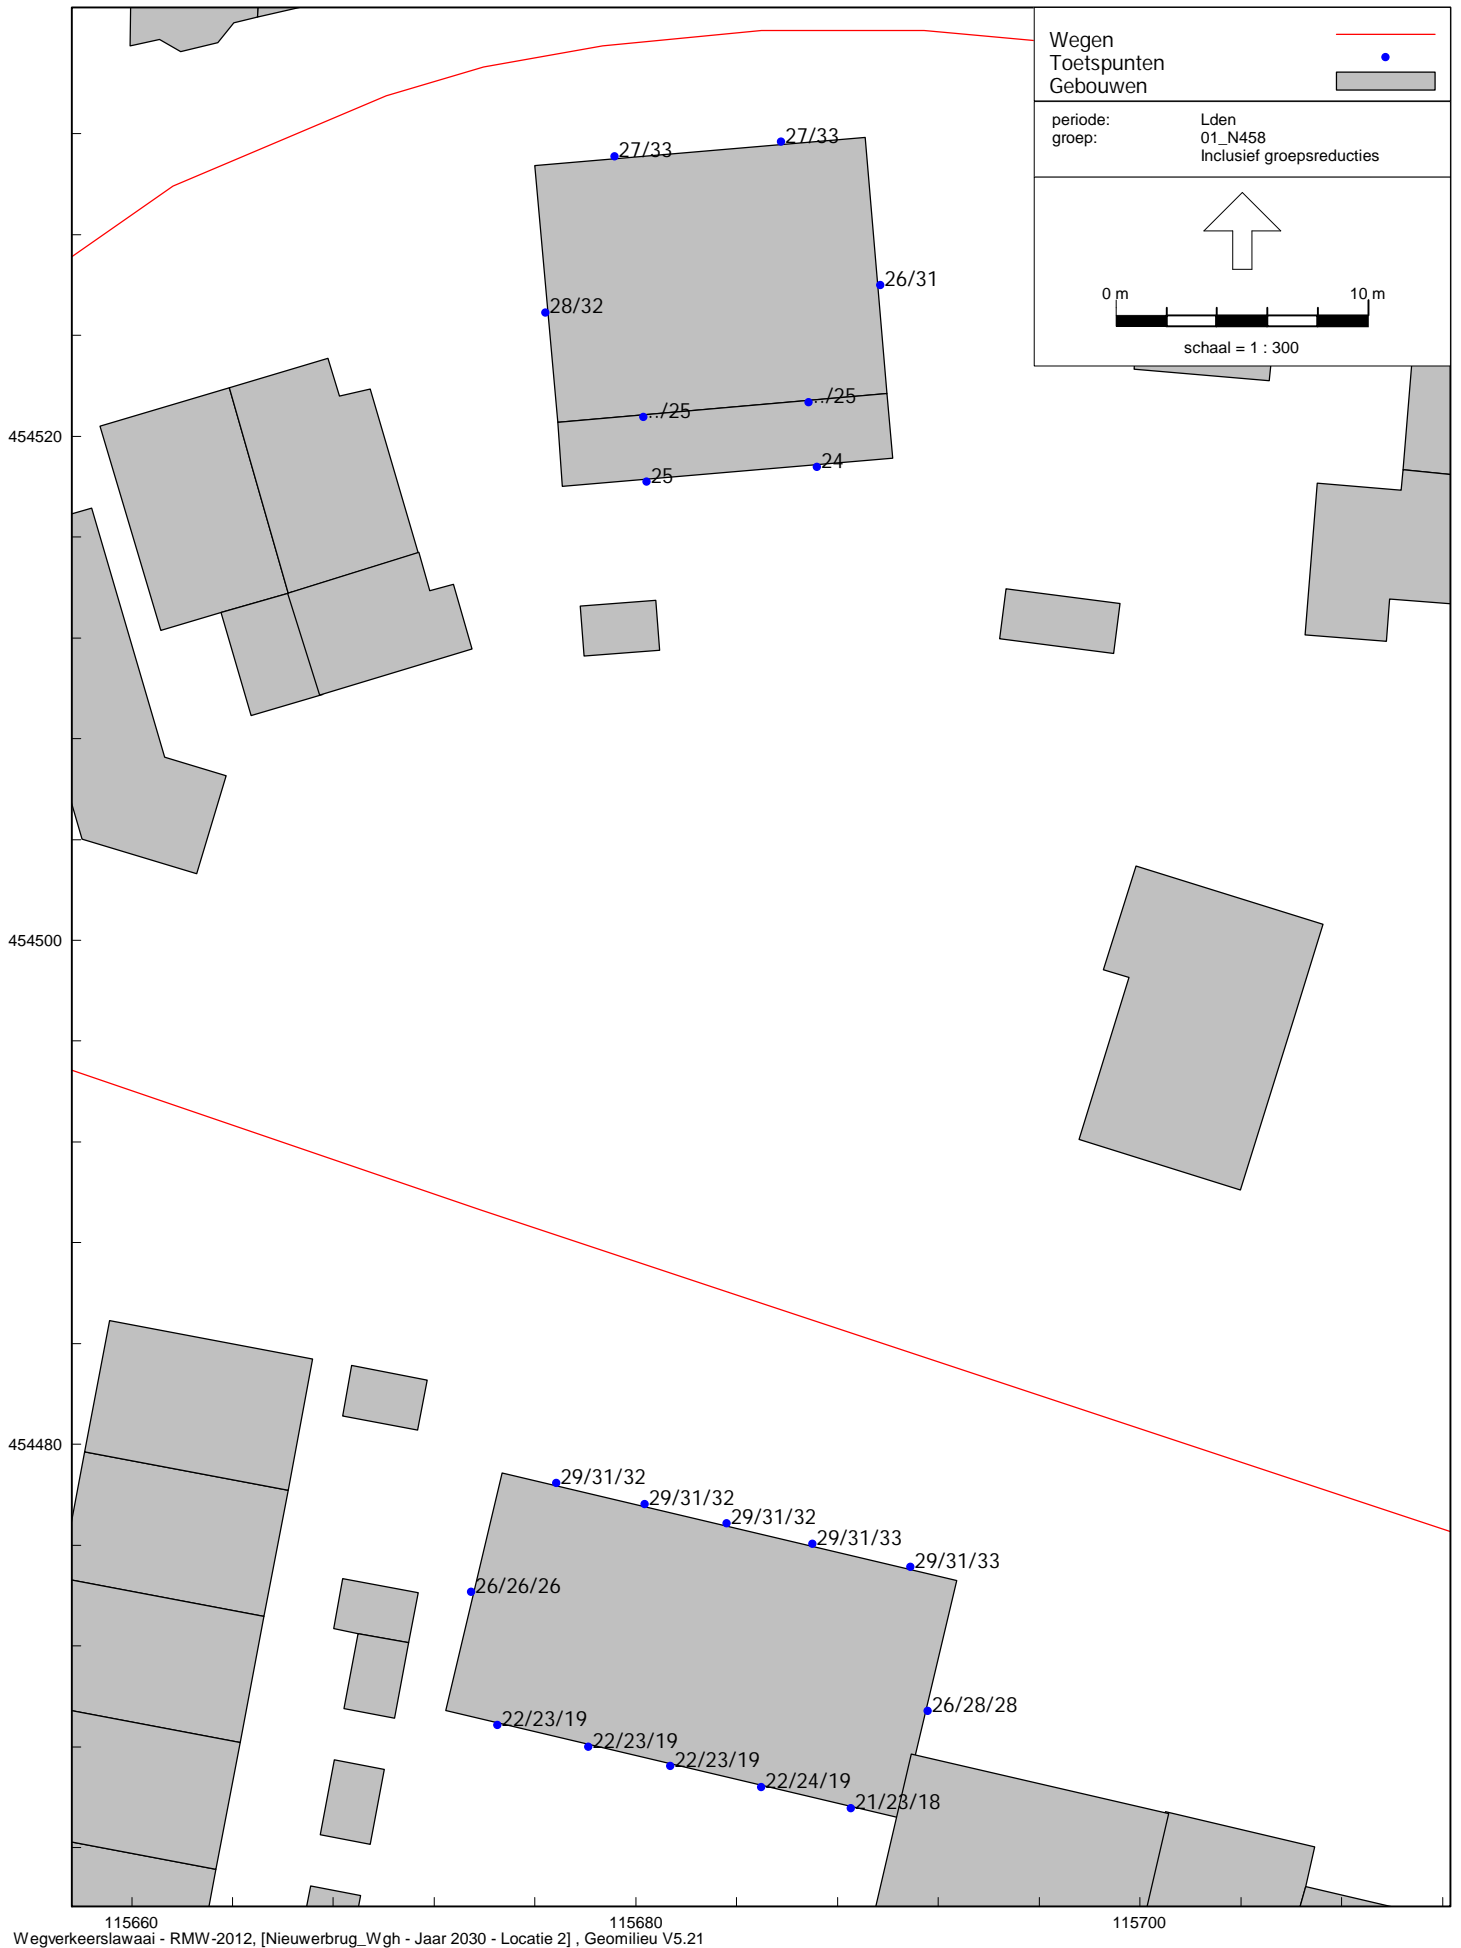 Wegen
Toetspunten
Gebouwen
periode: Lden
groep: 01_N458
Inclusief groepsreducties
0 m 10 m
schaal = 1 : 300
27/33
27/33
26/31
28/32
../25
../25
24
25
454520
454500
454480
29/31/32
29/31/32
29/31/32
29/31/33
29/31/33
26/26/26
26/28/28
22/23/19
22/23/19
22/23/19
22/24/19
21/23/18
115660 115680 115700
Wegverkeerslawaai - RMW-2012, [Nieuwerbrug_Wgh - Jaar 2030 - Locatie 2] , Geomilieu V5.21